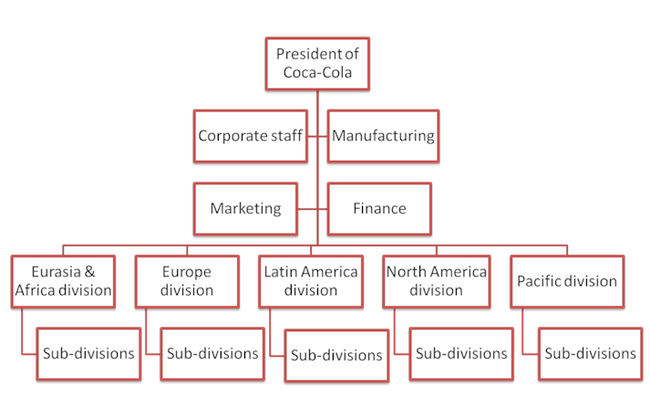 President of
Coca-Cola
Corporate staff
Manufacturing
Marketing
Finance
Eurasia &
Africa division
Europe
division
Latin America
division
North America
division
Pacific division
Sub-divisions
Sub-divisions
Sub-divisions
Sub-divisions
Sub-divisions